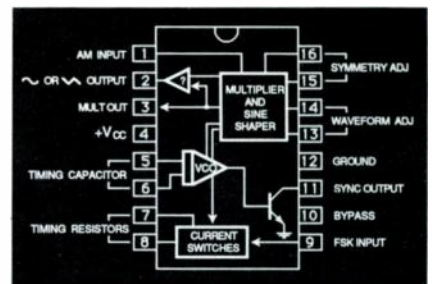 AM INPUT 1
∼ OR ∿ OUTPUT 2
MULT OUT 3
+VCC 4
TIMING CAPACITOR
5
6
TIMING RESISTORS
7
8
?
MULTIPLIER
AND
SINE
SHAPER
VCO
CURRENT
SWITCHES
16
15
SYMMETRY ADJ
14
13
WAVEFORM ADJ
12 GROUND
11 SYNC OUTPUT
10 BYPASS
9 FSK INPUT